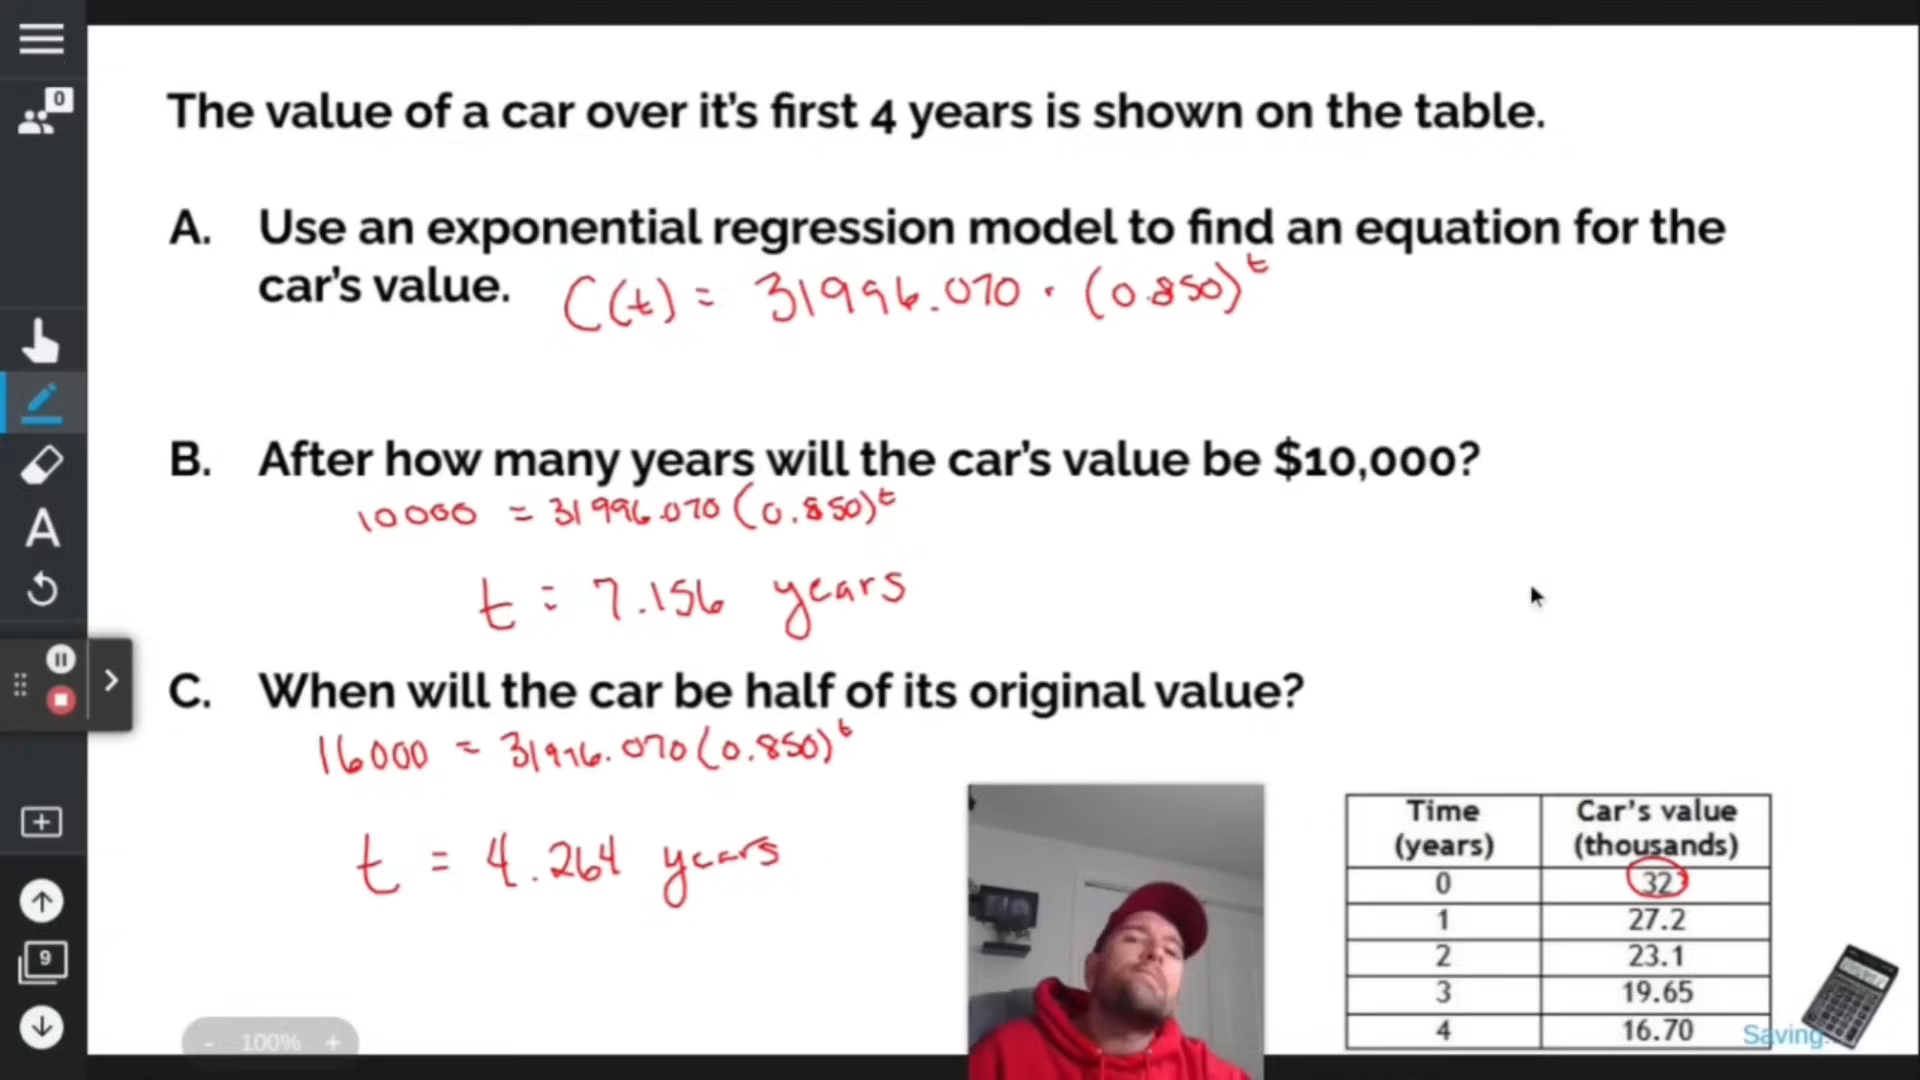 0
The value of a car over it's first 4 years is shown on the table.
A. Use an exponential regression model to find an equation for the
car's value. C(t) = 31996.070 · (0.850)^t
B. After how many years will the car's value be $10,000?
10000 = 31996.070 (0.850)^t
t = 7.156 years
C. When will the car be half of its original value?
16000 = 31996.070 (0.850)^t
t = 4.264 years
Time (years) Car's value (thousands)
0 32
1 27.2
2 23.1
3 19.65
4 16.70
A
9
- 100% +
Saving